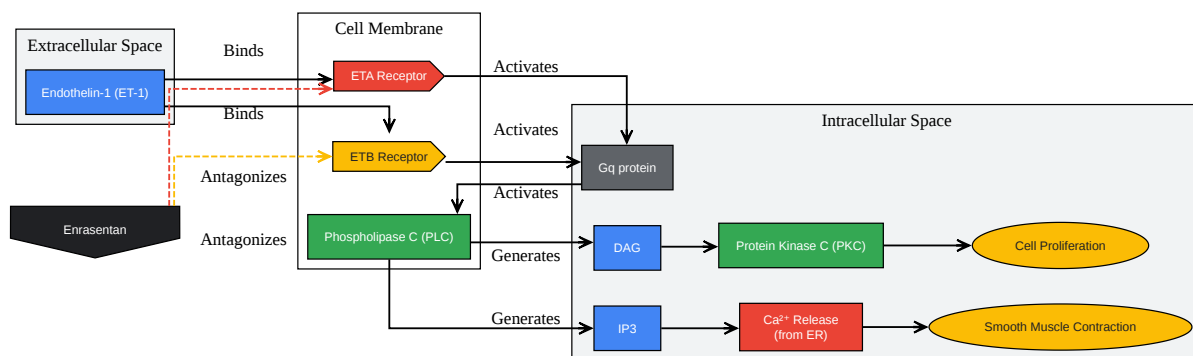 Cell Membrane
Extracellular Space
Binds
Endothelin-1 (ET-1)
ETA Receptor
Activates
Binds
Activates
Intracellular Space
ETB Receptor
Gq protein
Antagonizes
Activates
Enrasentan
Antagonizes
Phospholipase C (PLC)
Generates
DAG
Protein Kinase C (PKC)
Cell Proliferation
Generates
IP3
Ca²⁺ Release
(from ER)
Smooth Muscle Contraction